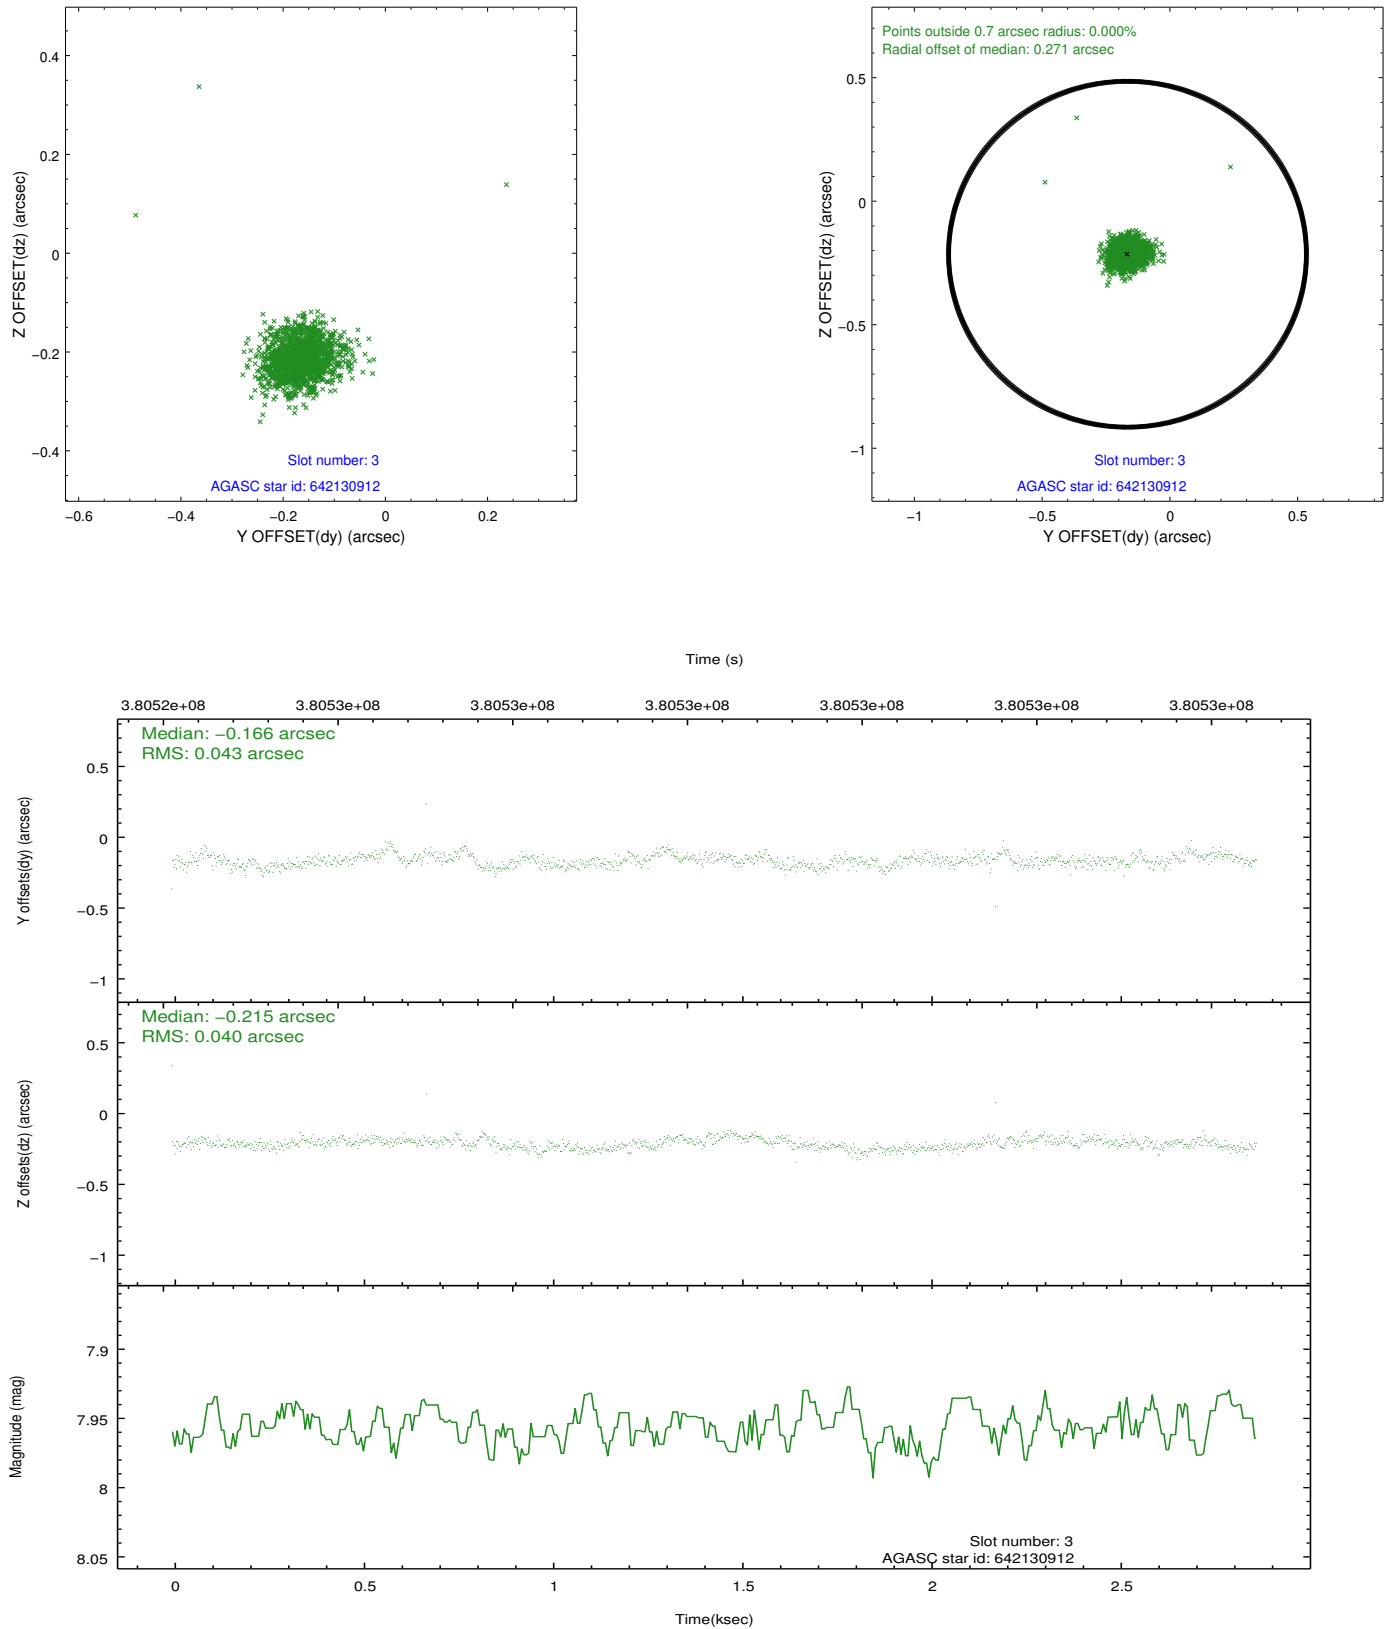 0.4
0.2
0
−0.2
−0.4
Z OFFSET(dz) (arcsec)
Slot number: 3
AGASC star id: 642130912
−0.6
−0.4
−0.2
0
0.2
Y OFFSET(dy) (arcsec)
Points outside 0.7 arcsec radius: 0.000%
Radial offset of median: 0.271 arcsec
0.5
0
−0.5
−1
Z OFFSET(dz) (arcsec)
Slot number: 3
AGASC star id: 642130912
−1
−0.5
0
0.5
Y OFFSET(dy) (arcsec)
Time (s)
3.8052e+08
3.8053e+08
3.8053e+08
3.8053e+08
3.8053e+08
3.8053e+08
3.8053e+08
Median: −0.166 arcsec
RMS: 0.043 arcsec
0.5
0
−0.5
−1
Y offsets(dy) (arcsec)
Median: −0.215 arcsec
RMS: 0.040 arcsec
0.5
0
−0.5
−1
Z offsets(dz) (arcsec)
7.9
7.95
8
8.05
Magnitude (mag)
Slot number: 3
AGASC star id: 642130912
0
0.5
1
1.5
2
2.5
Time(ksec)